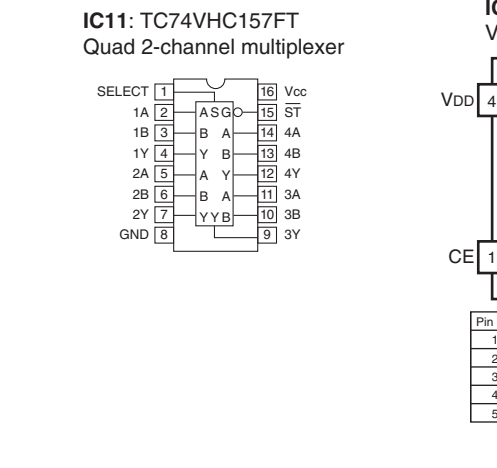 IC11: TC74VHC157FT
Quad 2-channel multiplexer
SELECT 1 16 Vcc
1A 2 A S G 15 ST
1B 3 B A 14 4A
1Y 4 Y B 13 4B
2A 5 A Y 12 4Y
2B 6 B A 11 3A
2Y 7 Y Y B 10 3B
GND 8 9 3Y
VDD 4
CE 1
Pin
1
2
3
4
5